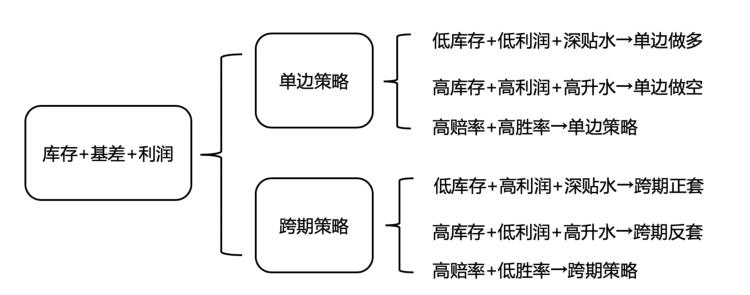 库存+基差+利润
单边策略
低库存+低利润+深贴水→单边做多
高库存+高利润+高升水→单边做空
高赔率+高胜率→单边策略
跨期策略
低库存+高利润+深贴水→跨期正套
高库存+低利润+高升水→跨期反套
高赔率+低胜率→跨期策略